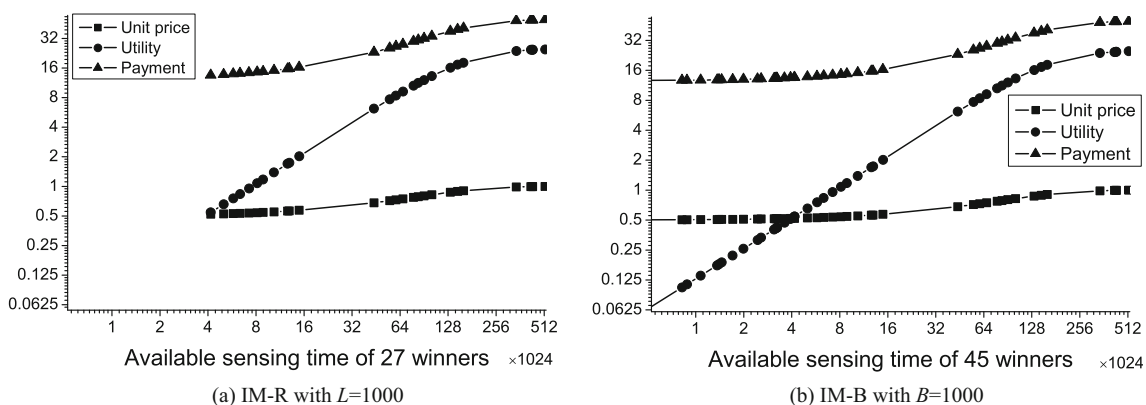 32
16
8
4
2
1
0.5
0.25
0.125
0.0625
Unit price
Utility
Payment
1 2 4 8 16 32 64 128 256 512
Available sensing time of 27 winners ×1024
(a) IM-R with L=1000
32
16
8
4
2
1
0.5
0.25
0.125
0.0625
Unit price
Utility
Payment
1 2 4 8 16 32 64 128 256 512
Available sensing time of 45 winners ×1024
(b) IM-B with B=1000